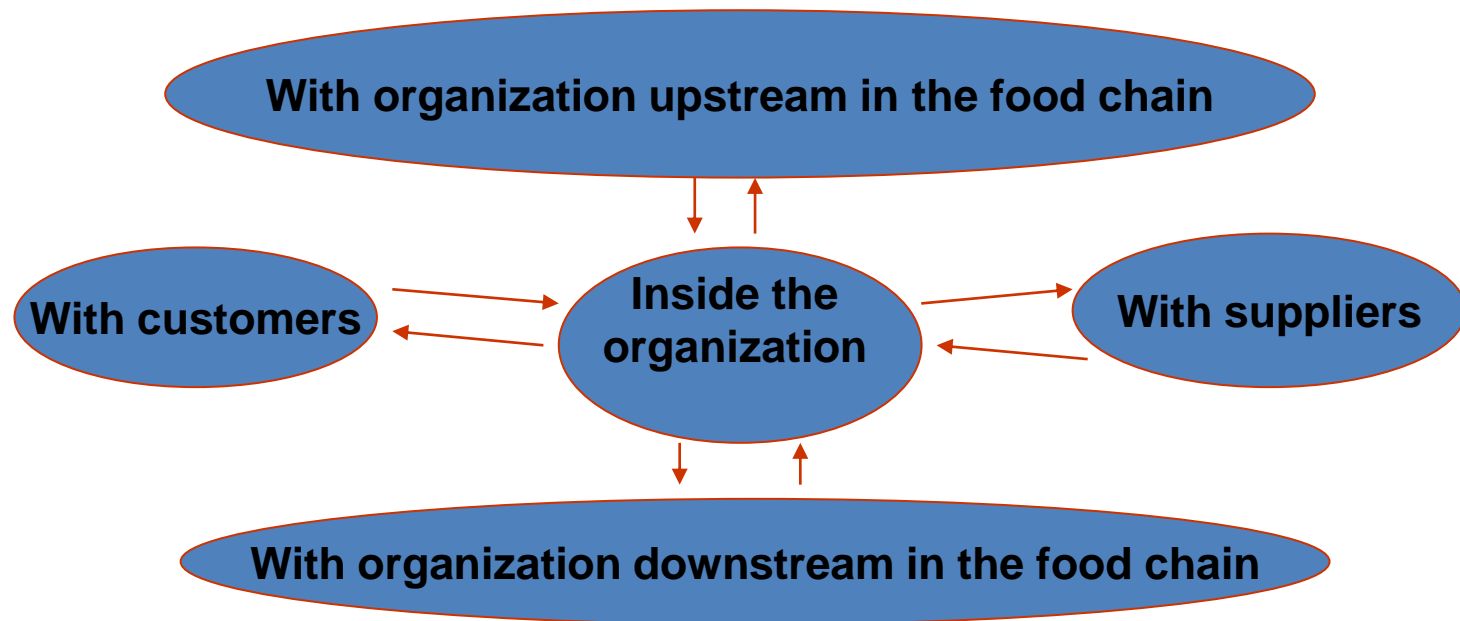 With organization upstream in the food chain
With customers
Inside the
organization
With suppliers
With organization downstream in the food chain